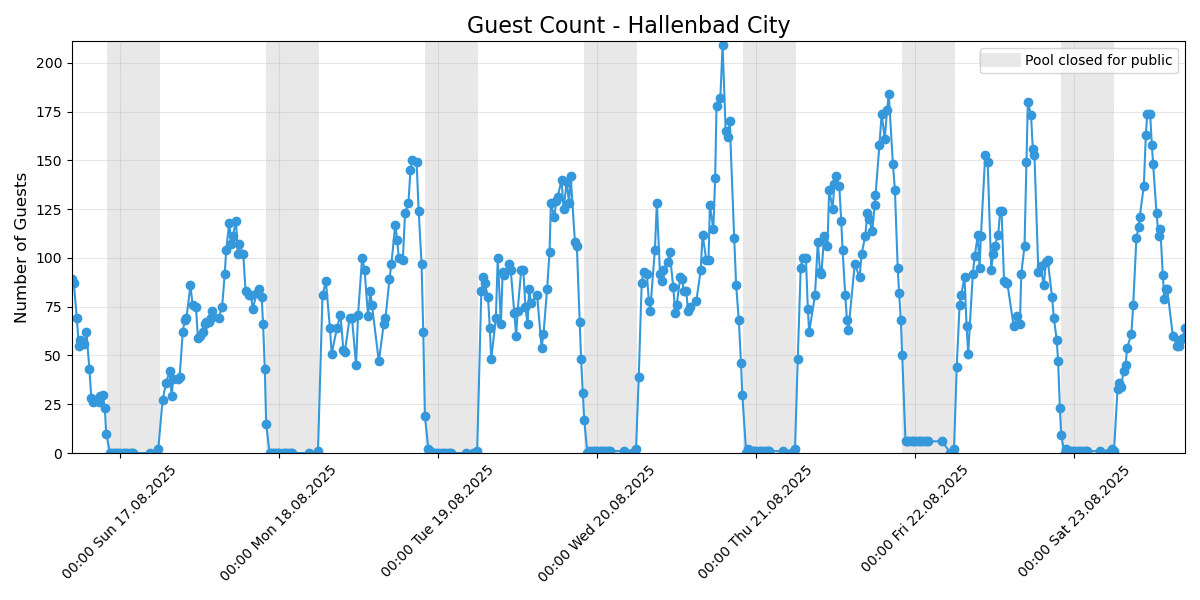 Guest Count - Hallenbad City
Pool closed for public
Number of Guests
200
175
150
125
100
75
50
25
0
00:00 Sun 17.08.2025
00:00 Mon 18.08.2025
00:00 Tue 19.08.2025
00:00 Wed 20.08.2025
00:00 Thu 21.08.2025
00:00 Fri 22.08.2025
00:00 Sat 23.08.2025